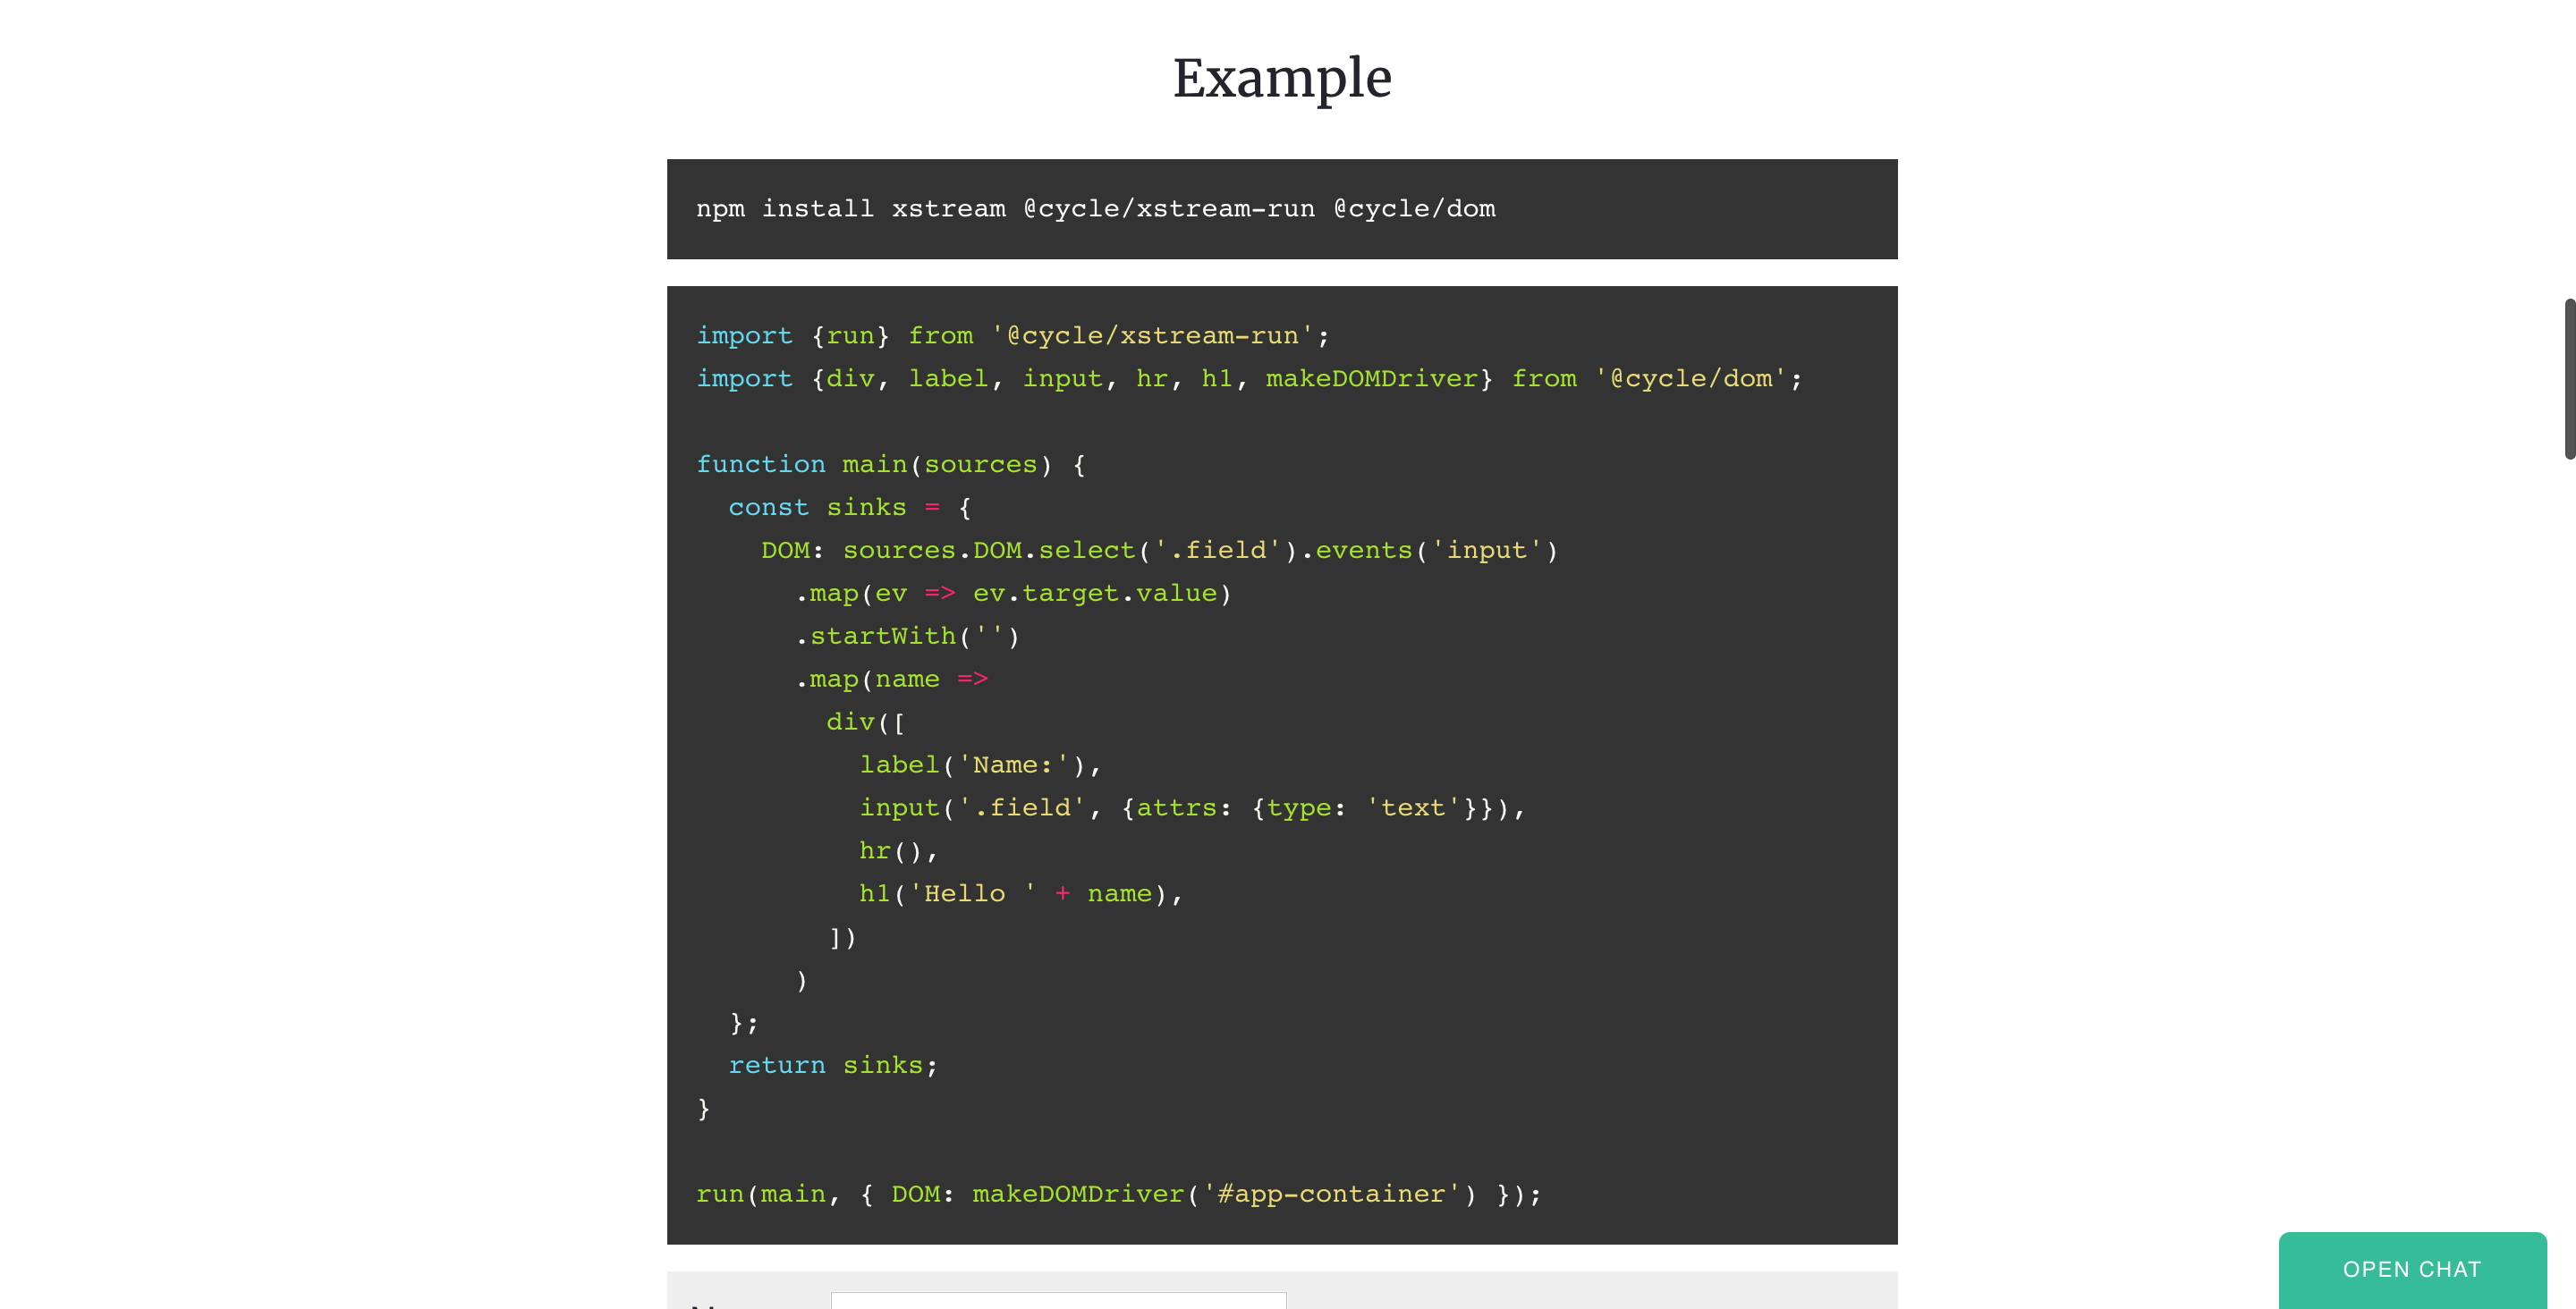 Example
npm install xstream @cycle/xstream-run @cycle/dom
import {run} from '@cycle/xstream-run';
import {div, label, input, hr, h1, makeDOMDriver} from '@cycle/dom';
function main(sources) {
  const sinks = {
    DOM: sources.DOM.select('.field').events('input')
      .map(ev => ev.target.value)
      .startWith('')
      .map(name =>
        div([
          label('Name:'),
          input('.field', {attrs: {type: 'text'}}),
          hr(),
          h1('Hello ' + name),
        ])
      )
  };
  return sinks;
}
run(main, { DOM: makeDOMDriver('#app-container') });
OPEN CHAT